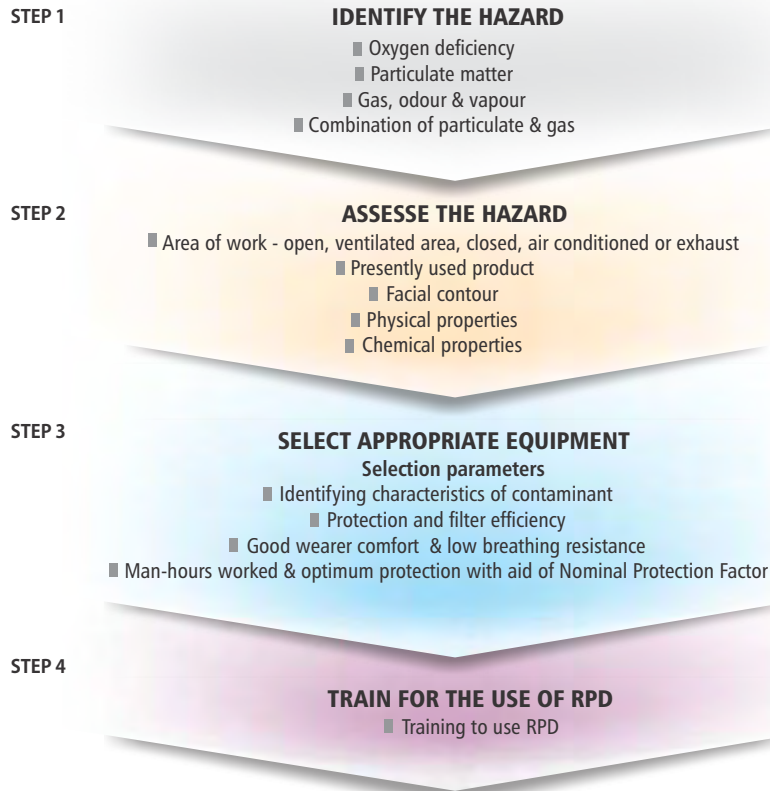 STEP 1
IDENTIFY THE HAZARD
Oxygen deficiency
Particulate matter
Gas, odour & vapour
Combination of particulate & gas
STEP 2
ASSESSE THE HAZARD
Area of work - open, ventilated area, closed, air conditioned or exhaust
Presently used product
Facial contour
Physical properties
Chemical properties
STEP 3
SELECT APPROPRIATE EQUIPMENT
Selection parameters
Identifying characteristics of contaminant
Protection and filter efficiency
Good wearer comfort & low breathing resistance
Man-hours worked & optimum protection with aid of Nominal Protection Factor
STEP 4
TRAIN FOR THE USE OF RPD
Training to use RPD